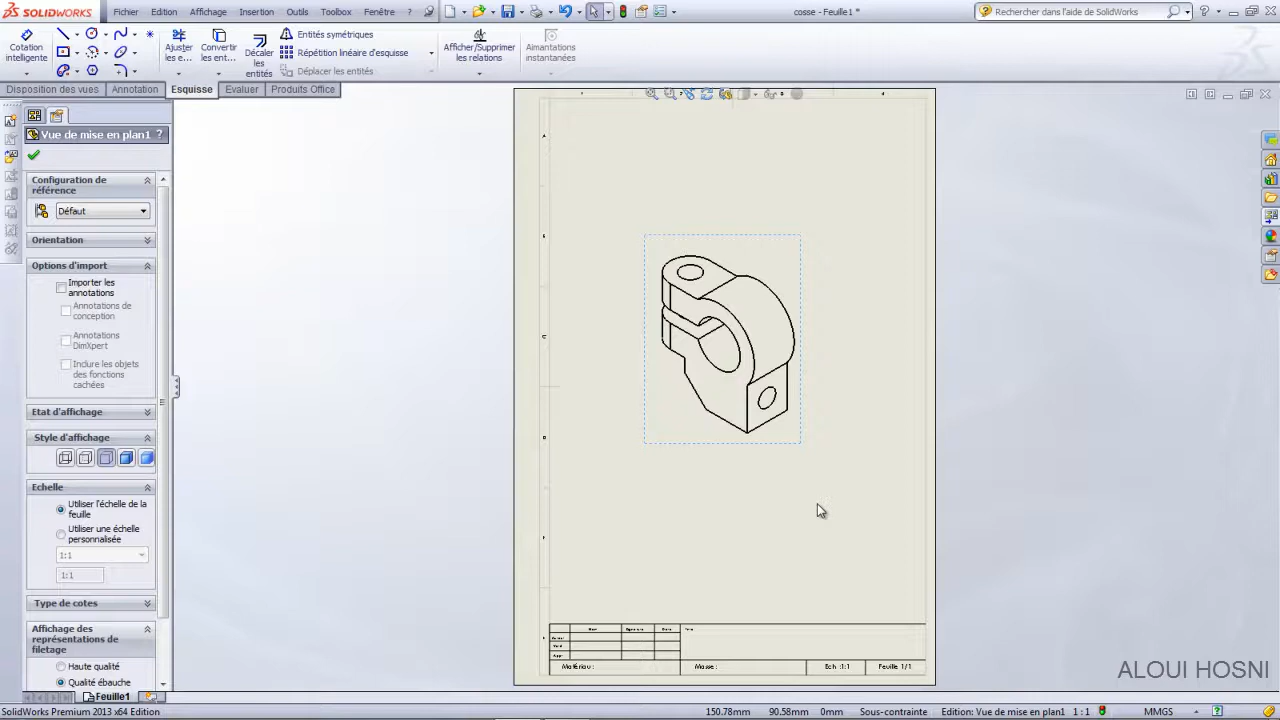 SOLIDWORKS
Fichier Edition Affichage Insertion Outils Toolbox Fenêtre ?
cosse - Feuille1 *
Rechercher dans l'aide de SolidWorks
Cotation intelligente
Ajuster les e...
Convertir les ent...
Décaler les entités
Entités symétriques
Répétition linéaire d'esquisse
Déplacer les entités
Afficher/Supprimer les relations
Aimantations instantanées
Disposition des vues Annotation Esquisse Evaluer Produits Office
Vue de mise en plan1 ?
Configuration de
référence
Défaut
Orientation
Options d'import
Importer les
annotations
Annotations de
conception
Annotations
DimXpert
Inclure les objets
des fonctions
cachées
Etat d'affichage
Style d'affichage
Echelle
Utiliser l'échelle de la
feuille
Utiliser une échelle
personnalisée
1:1
1:1
Type de cotes
Affichage des
représentations de
filetage
Haute qualité
Qualité ébauche
Matériau :
Masse :
Ech :1:1
Feuille 1/1
ALOUI HOSNI
Feuille1
SolidWorks Premium 2013 x64 Edition
150.78mm 90.58mm 0mm Sous-contrainte Edition: Vue de mise en plan1 1 : 1 MMGS